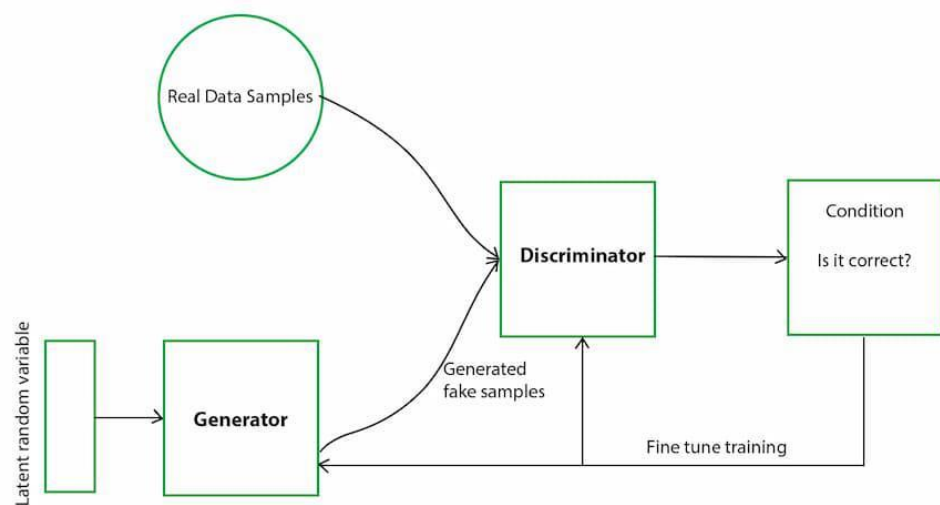 Real Data Samples
Discriminator
Condition
Is it correct?
Latent random variable
Generator
Generated
fake samples
Fine tune training